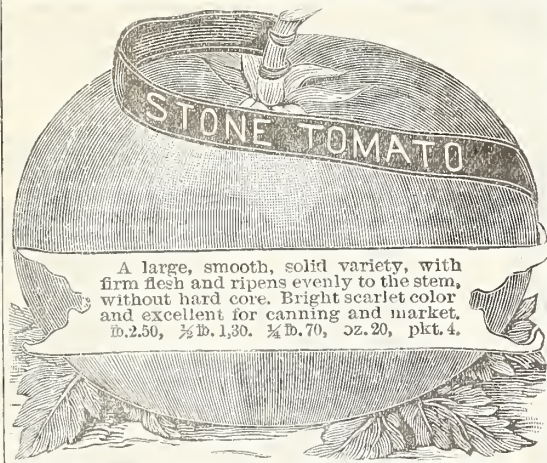 STONE TOMATO
A large, smooth, solid variety, with
firm flesh and ripens evenly to the stem,
without hard core. Bright scarlet color
and excellent for canning and market.
lb.2.50, ½ lb. 1,30. ¼ lb. 70, oz. 20, pkt. 4.